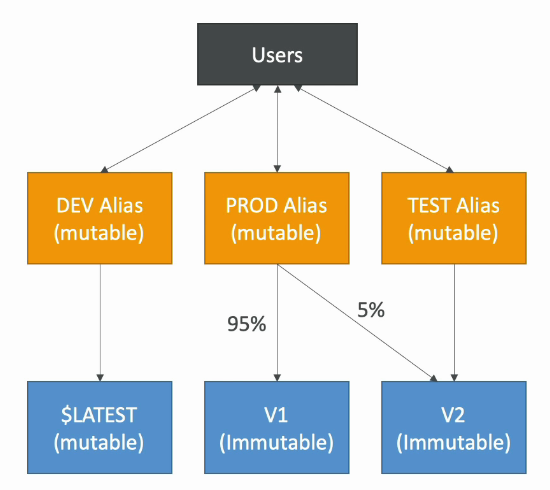 Users
DEV Alias
(mutable)
PROD Alias
(mutable)
TEST Alias
(mutable)
95%
5%
$LATEST
(mutable)
V1
(Immutable)
V2
(Immutable)